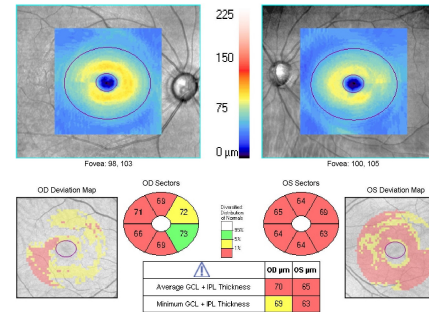 225
150
75
0 µm
Fovea: 98, 103
Fovea: 100, 105
OD Deviation Map
OD Sectors
OS Sectors
OS Deviation Map
Diversified:
Distribution
of Normals
95%
5%
1%
69
71
72
66
73
69
64
65
69
65
63
64
OD µm OS µm
Average GCL + IPL Thickness 70 65
Minimum GCL + IPL Thickness 69 63